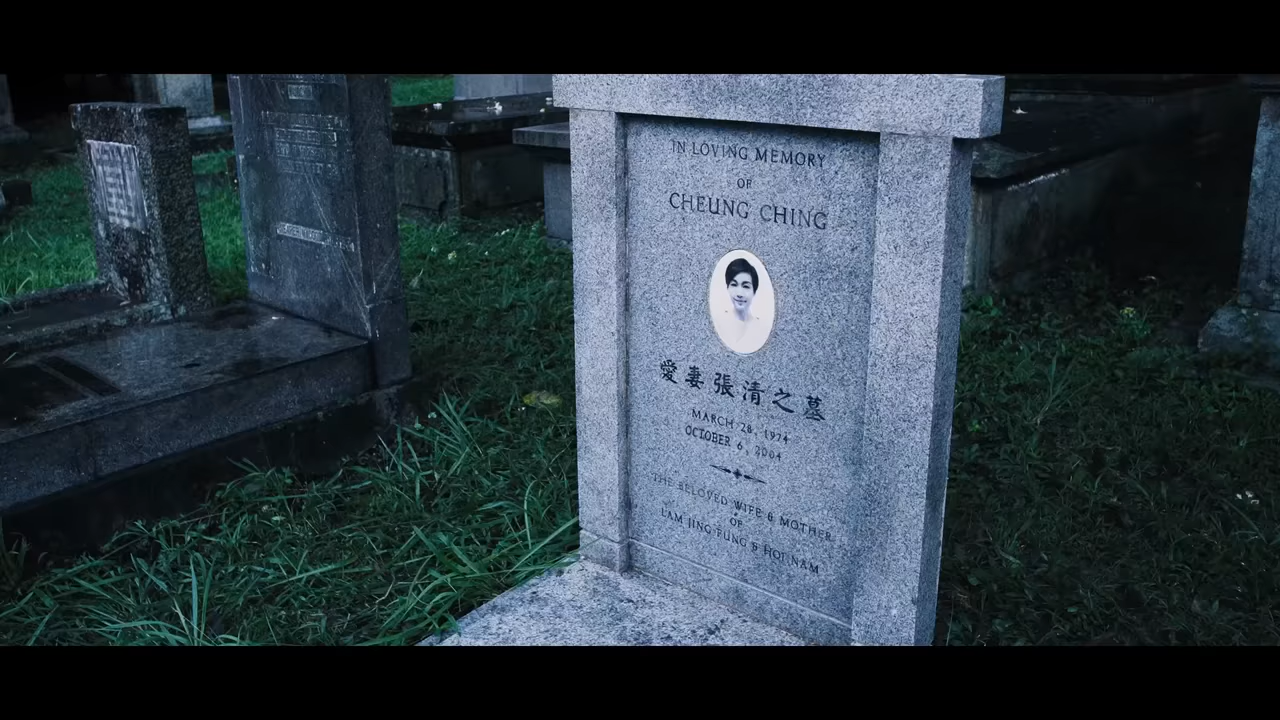 IN LOVING MEMORY
OF
CHEUNG CHING
愛妻張清之墓
MARCH 28, 1974
OCTOBER 6, 2004
THE BELOVED WIFE & MOTHER
OF
LAM JING FUNG & HOI NAM